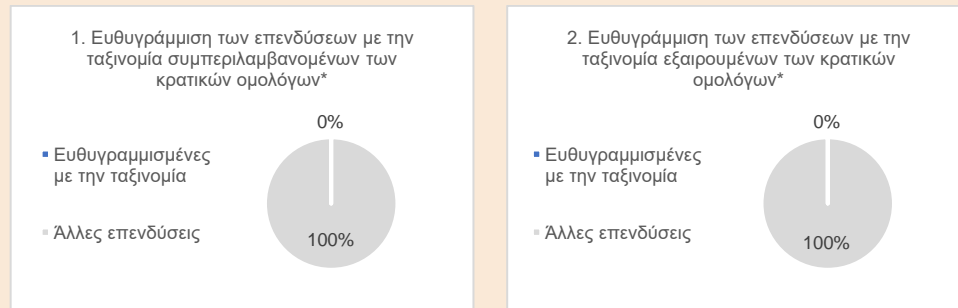 1. Ευθυγράμμιση των επενδύσεων με την
ταξινομία συμπεριλαμβανομένων των
κρατικών ομολόγων*
0%
Ευθυγραμμισμένες
με την ταξινομία
Άλλες επενδύσεις
100%
2. Ευθυγράμμιση των επενδύσεων με την
ταξινομία εξαιρουμένων των κρατικών
ομολόγων*
0%
Ευθυγραμμισμένες
με την ταξινομία
Άλλες επενδύσεις
100%